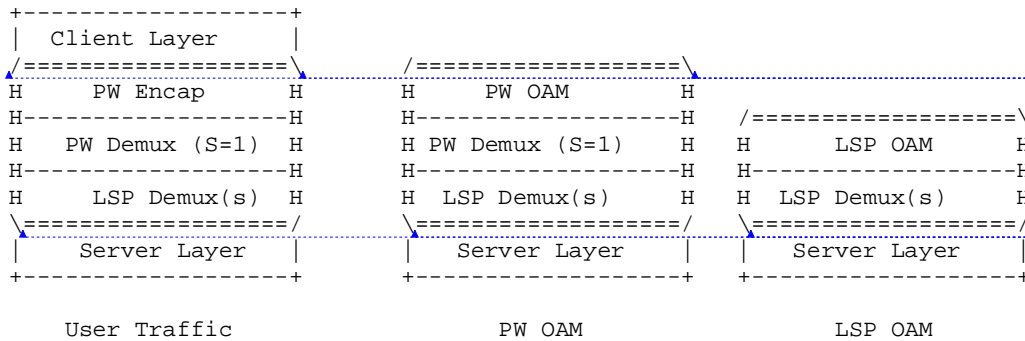 Client Layer
PW Encap PW OAM
PW Demux (S=1) PW Demux (S=1) LSP OAM
LSP Demux(s) LSP Demux(s) LSP Demux(s)
Server Layer Server Layer Server Layer
User Traffic PW OAM LSP OAM